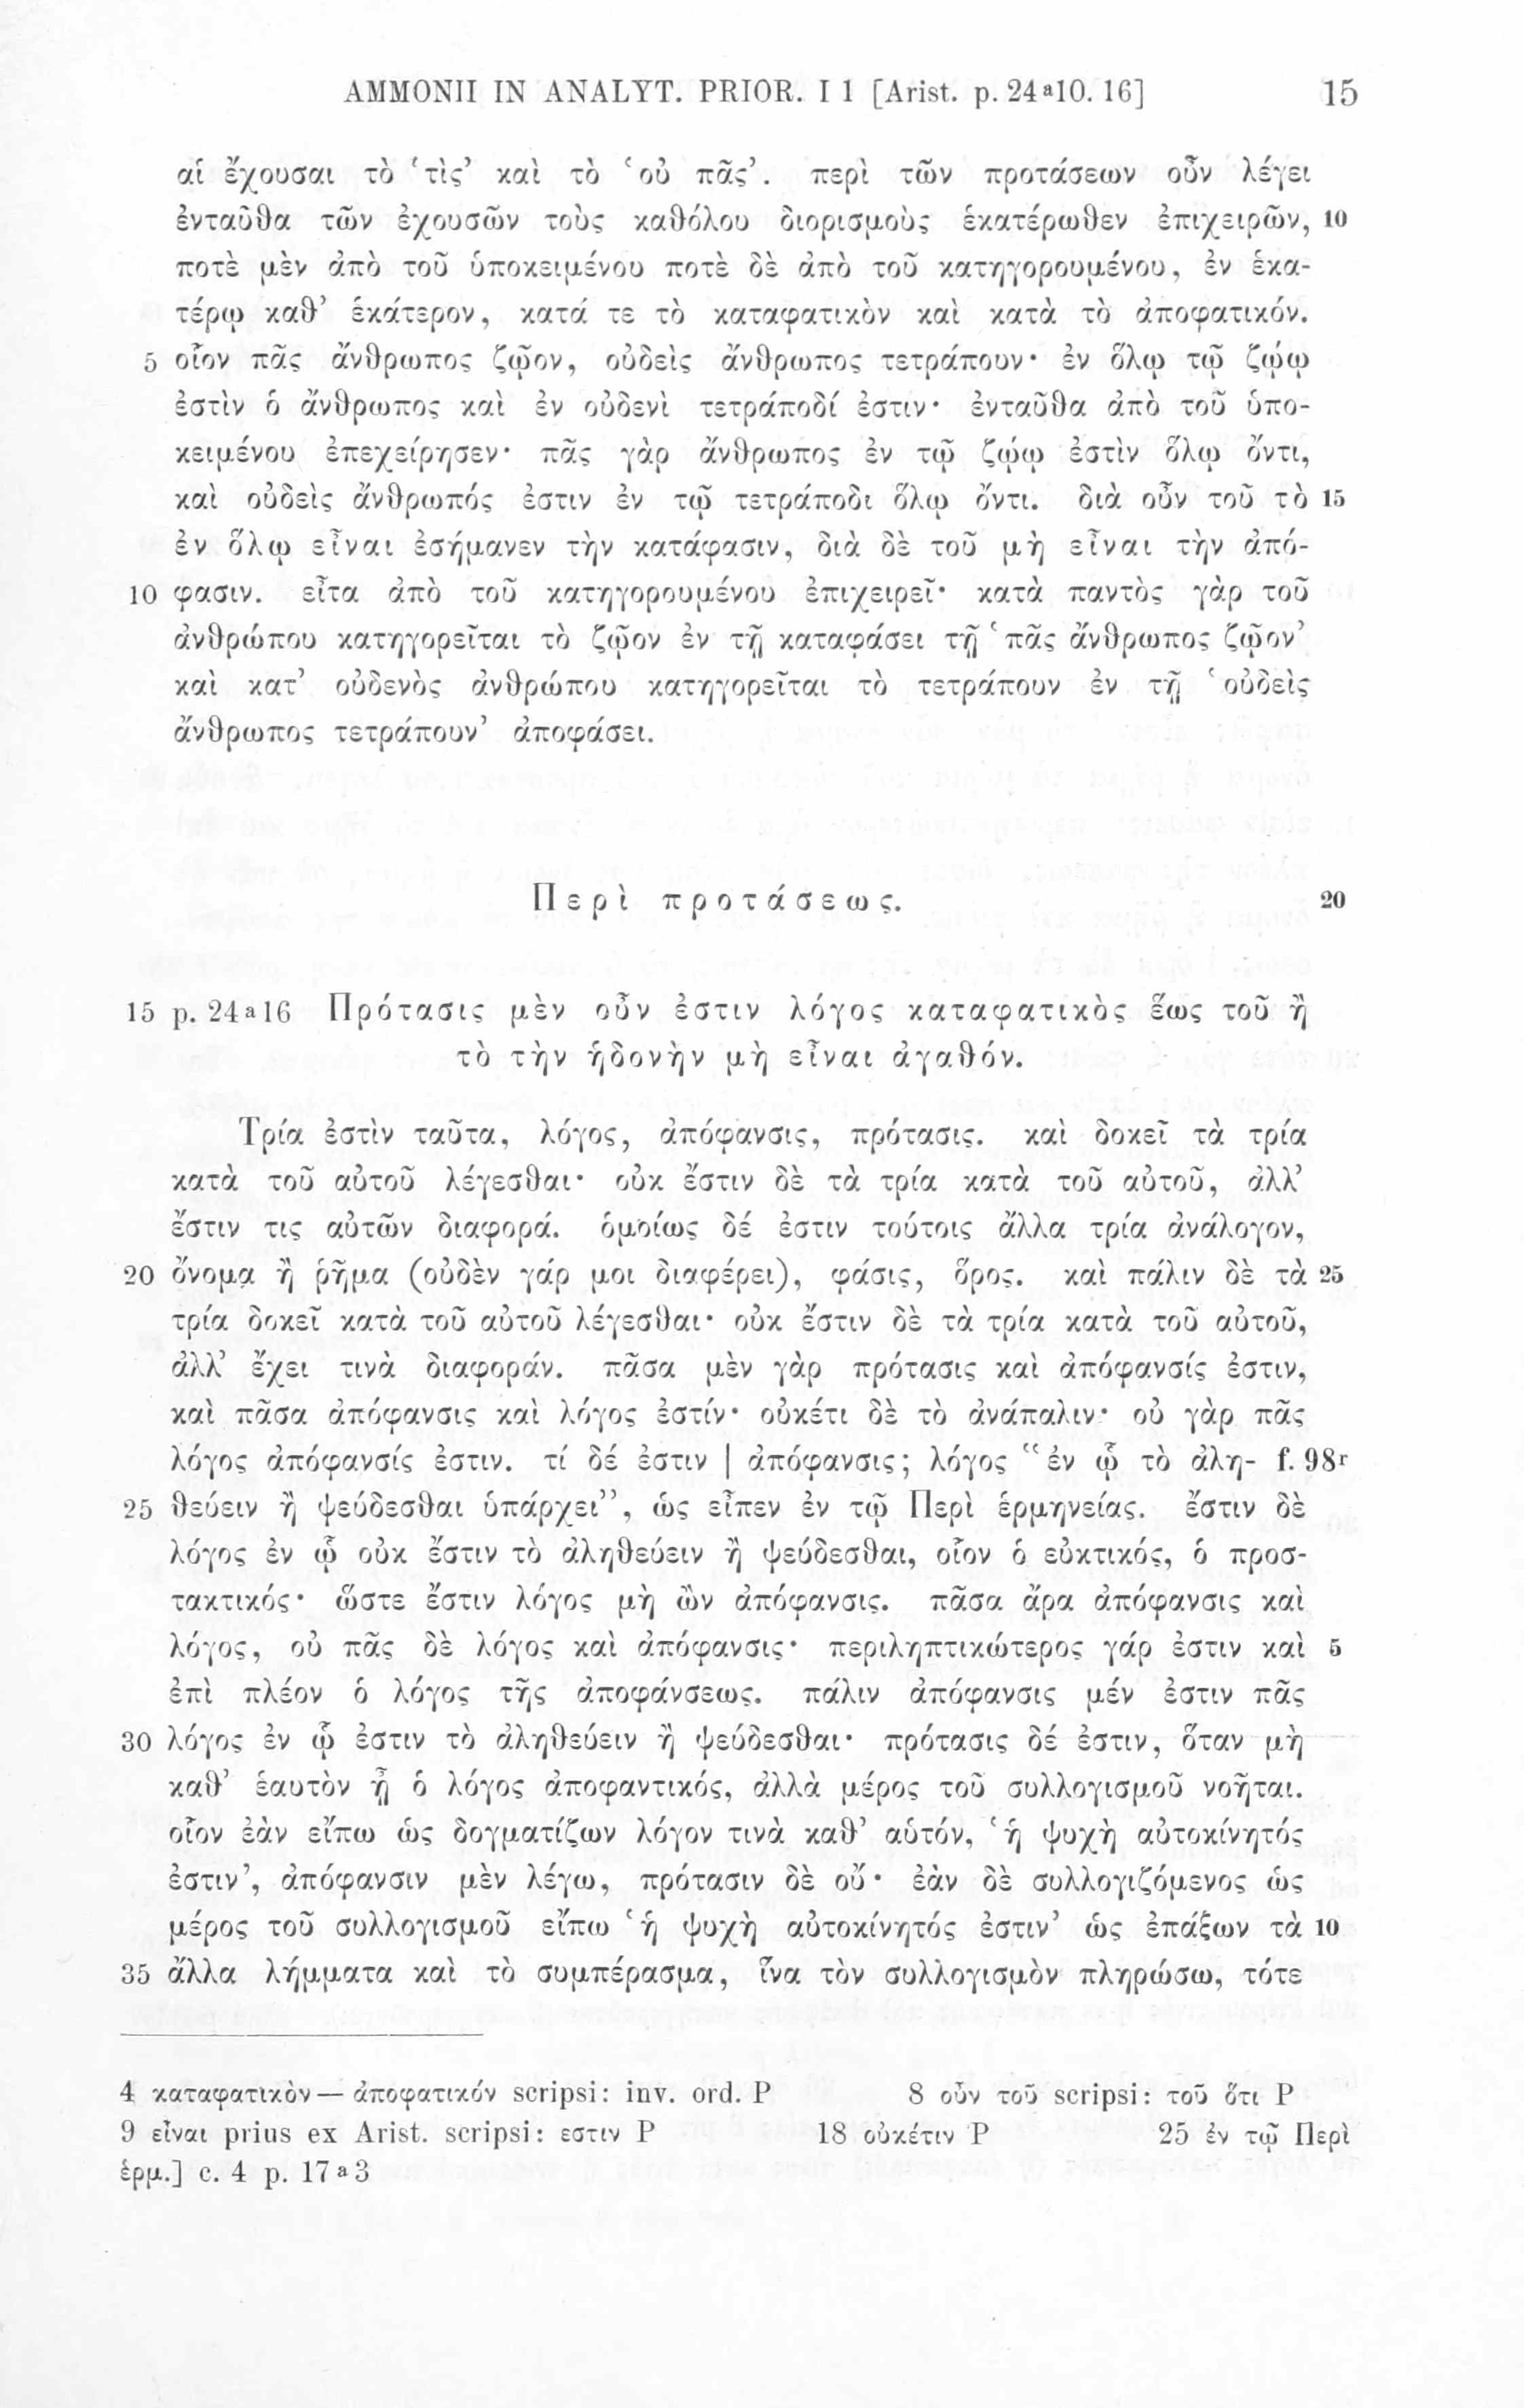 AMMONII IN ANALYT. PRIOR. I 1 [Arist. p. 24ᵃ10. 16] 15
αἱ ἔχουσαι τὸ ‘τὶς’ καὶ τὸ ‘οὐ πᾶς’. περὶ τῶν προτάσεων οὖν λέγει
ἐνταῦθα τῶν ἐχουσῶν τοὺς καθόλου διορισμοὺς ἑκατέρωθεν ἐπιχειρῶν, 10
ποτὲ μὲν ἀπὸ τοῦ ὑποκειμένου ποτὲ δὲ ἀπὸ τοῦ κατηγορουμένου, ἐν ἑκα-
τέρῳ καθ’ ἑκάτερον, κατά τε τὸ καταφατικὸν καὶ κατὰ τὸ ἀποφατικόν.
5 οἷον πᾶς ἄνθρωπος ζῷον, οὐδεὶς ἄνθρωπος τετράπουν· ἐν ὅλῳ τῷ ζῴῳ
ἐστὶν ὁ ἄνθρωπος καὶ ἐν οὐδενὶ τετράποδί ἐστιν· ἐνταῦθα ἀπὸ τοῦ ὑπο-
κειμένου ἐπεχείρησεν· πᾶς γὰρ ἄνθρωπος ἐν τῷ ζῴῳ ἐστὶν ὅλῳ ὄντι,
καὶ οὐδεὶς ἄνθρωπός ἐστιν ἐν τῷ τετράποδι ὅλῳ ὄντι. διὰ οὖν τοῦ τὸ 15
ἐν ὅλῳ εἶναι ἐσήμανεν τὴν κατάφασιν, διὰ δὲ τοῦ μὴ εἶναι τὴν ἀπό-
10 φασιν. εἶτα ἀπὸ τοῦ κατηγορουμένου ἐπιχειρεῖ· κατὰ παντὸς γὰρ τοῦ
ἀνθρώπου κατηγορεῖται τὸ ζῷον ἐν τῇ καταφάσει τῇ ‘πᾶς ἄνθρωπος ζῷον’
καὶ κατ’ οὐδενὸς ἀνθρώπου κατηγορεῖται τὸ τετράπουν ἐν τῇ ‘οὐδεὶς
ἄνθρωπος τετράπουν’ ἀποφάσει.
Περὶ προτάσεως. 20
15 p. 24ᵃ16 Πρότασις μὲν οὖν ἐστιν λόγος καταφατικὸς ἕως τοῦ ἢ
τὸ τὴν ἡδονὴν μὴ εἶναι ἀγαθόν.
Τρία ἐστὶν ταῦτα, λόγος, ἀπόφανσις, πρότασις. καὶ δοκεῖ τὰ τρία
κατὰ τοῦ αὐτοῦ λέγεσθαι· οὐκ ἔστιν δὲ τὰ τρία κατὰ τοῦ αὐτοῦ, ἀλλ’
ἔστιν τις αὐτῶν διαφορά. ὁμοίως δέ ἐστιν τούτοις ἄλλα τρία ἀνάλογον,
20 ὄνομα ἢ ῥῆμα (οὐδὲν γάρ μοι διαφέρει), φάσις, ὅρος. καὶ πάλιν δὲ τὰ 25
τρία δοκεῖ κατὰ τοῦ αὐτοῦ λέγεσθαι· οὐκ ἔστιν δὲ τὰ τρία κατὰ τοῦ αὐτοῦ,
ἀλλ’ ἔχει τινὰ διαφοράν. πᾶσα μὲν γὰρ πρότασις καὶ ἀπόφανσίς ἐστιν,
καὶ πᾶσα ἀπόφανσις καὶ λόγος ἐστίν· οὐκέτι δὲ τὸ ἀνάπαλιν· οὐ γὰρ πᾶς
λόγος ἀπόφανσίς ἐστιν. τί δέ ἐστιν | ἀπόφανσις; λόγος “ἐν ᾧ τὸ ἀλη- f. 98ʳ
25 θεύειν ἢ ψεύδεσθαι ὑπάρχει”, ὡς εἶπεν ἐν τῷ Περὶ ἑρμηνείας. ἔστιν δὲ
λόγος ἐν ᾧ οὐκ ἔστιν τὸ ἀληθεύειν ἢ ψεύδεσθαι, οἷον ὁ εὐκτικός, ὁ προσ-
τακτικός· ὥστε ἔστιν λόγος μὴ ὢν ἀπόφανσις. πᾶσα ἄρα ἀπόφανσις καὶ
λόγος, οὐ πᾶς δὲ λόγος καὶ ἀπόφανσις· περιληπτικώτερος γάρ ἐστιν καὶ 5
ἐπὶ πλέον ὁ λόγος τῆς ἀποφάνσεως. πάλιν ἀπόφανσις μέν ἐστιν πᾶς
30 λόγος ἐν ᾧ ἐστιν τὸ ἀληθεύειν ἢ ψεύδεσθαι· πρότασις δέ ἐστιν, ὅταν μὴ
καθ’ ἑαυτὸν ᾖ ὁ λόγος ἀποφαντικός, ἀλλὰ μέρος τοῦ συλλογισμοῦ νοῆται.
οἷον ἐὰν εἴπω ὡς δογματίζων λόγον τινὰ καθ’ αὑτόν, ‘ἡ ψυχὴ αὐτοκίνητός
ἐστιν’, ἀπόφανσιν μὲν λέγω, πρότασιν δὲ οὔ· ἐὰν δὲ συλλογιζόμενος ὡς
μέρος τοῦ συλλογισμοῦ εἴπω ‘ἡ ψυχὴ αὐτοκίνητός ἐστιν’ ὡς ἐπάξων τὰ 10
35 ἄλλα λήμματα καὶ τὸ συμπέρασμα, ἵνα τὸν συλλογισμὸν πληρώσω, τότε
4 καταφατικὸν — ἀποφατικόν scripsi: inv. ord. P 8 οὖν τοῦ scripsi: τοῦ ὅτι P
9 εἶναι prius ex Arist. scripsi: εστιν P 18 οὐκέτιν P 25 ἐν τῷ Περὶ
ἑρμ.] c. 4 p. 17ᵃ3